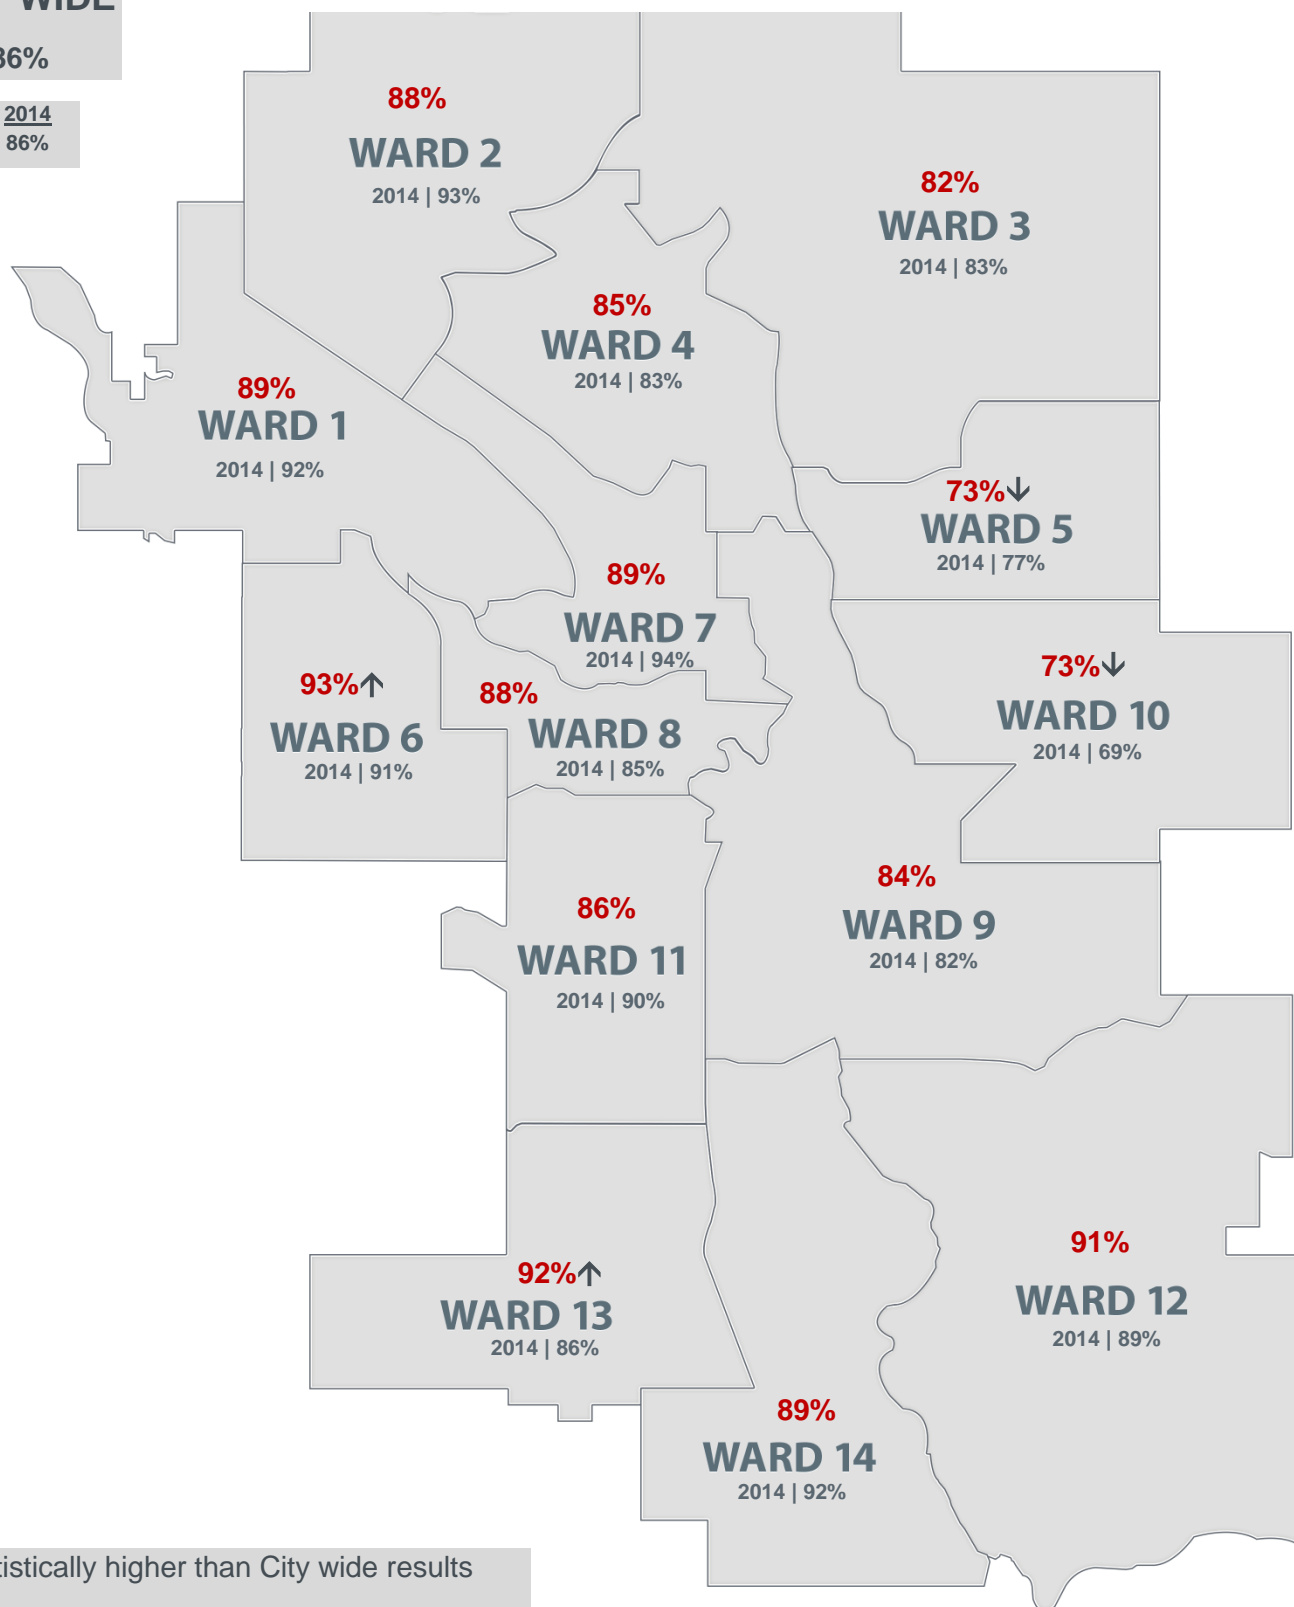 WIDE
86%
2014
86%
88%
WARD 2
2014 | 93%
82%
WARD 3
2014 | 83%
85%
WARD 4
2014 | 83%
89%
WARD 1
2014 | 92%
73%↓
WARD 5
2014 | 77%
89%
WARD 7
2014 | 94%
93%↑
WARD 6
2014 | 91%
88%
WARD 8
2014 | 85%
73%↓
WARD 10
2014 | 69%
84%
WARD 9
2014 | 82%
86%
WARD 11
2014 | 90%
91%
WARD 12
2014 | 89%
92%↑
WARD 13
2014 | 86%
89%
WARD 14
2014 | 92%
tistically higher than City wide results